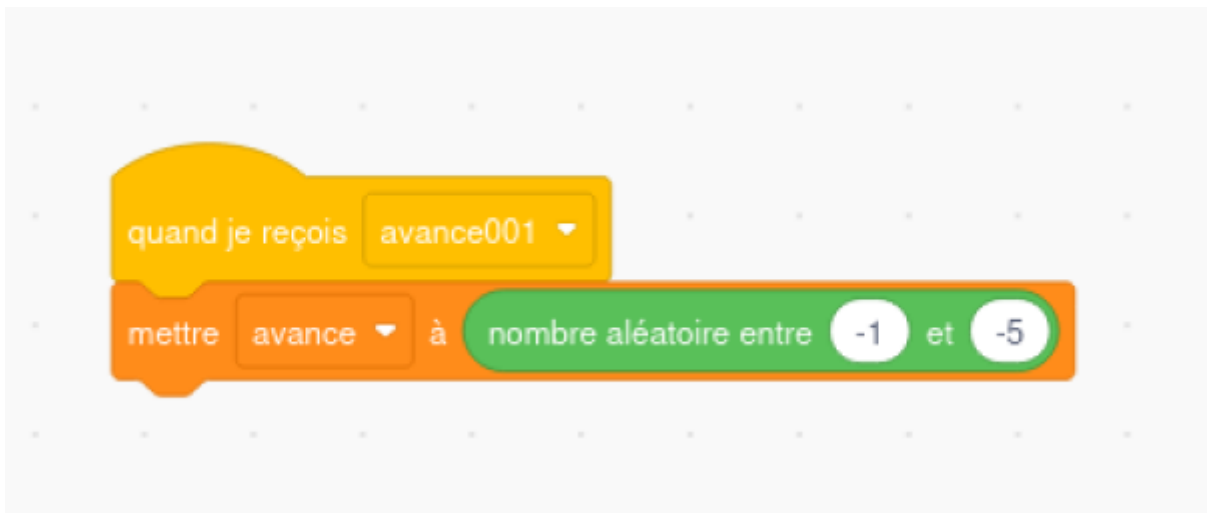 quand je reçois avance001
mettre avance à nombre aléatoire entre -1 et -5